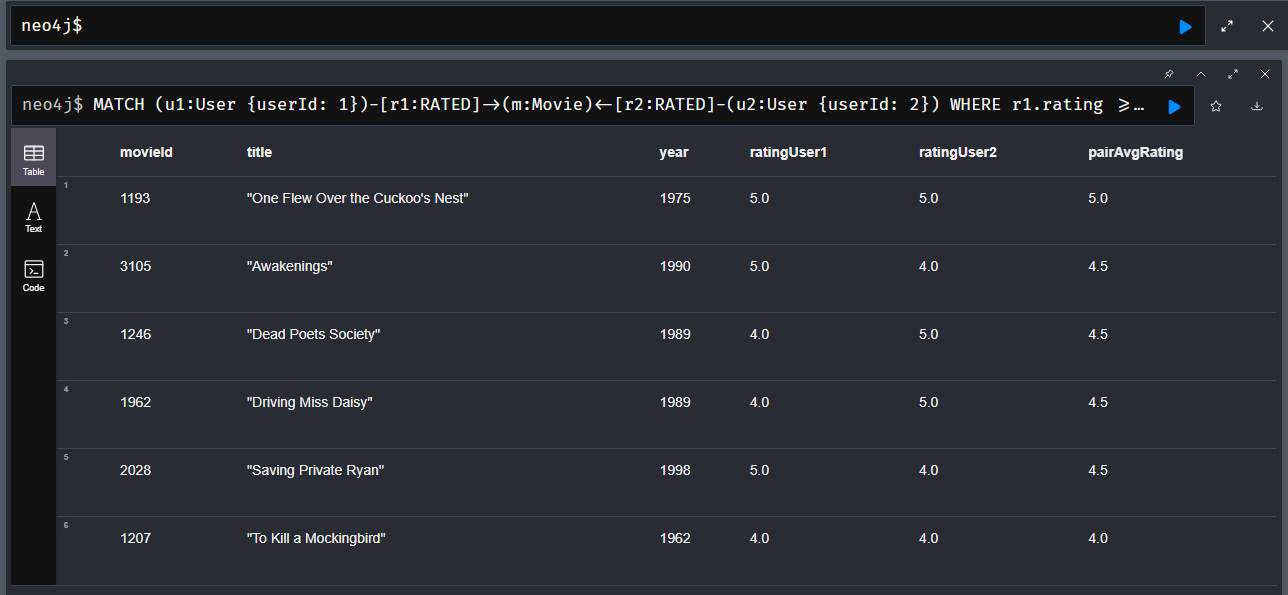 neo4j$
neo4j$ MATCH (u1:User {userId: 1})-[r1:RATED]->(m:Movie)<-[r2:RATED]-(u2:User {userId: 2}) WHERE r1.rating >=…
Table
Text
Code
movieId title year ratingUser1 ratingUser2 pairAvgRating
1 1193 "One Flew Over the Cuckoo's Nest" 1975 5.0 5.0 5.0
2 3105 "Awakenings" 1990 5.0 4.0 4.5
3 1246 "Dead Poets Society" 1989 4.0 5.0 4.5
4 1962 "Driving Miss Daisy" 1989 4.0 5.0 4.5
5 2028 "Saving Private Ryan" 1998 5.0 4.0 4.5
6 1207 "To Kill a Mockingbird" 1962 4.0 4.0 4.0